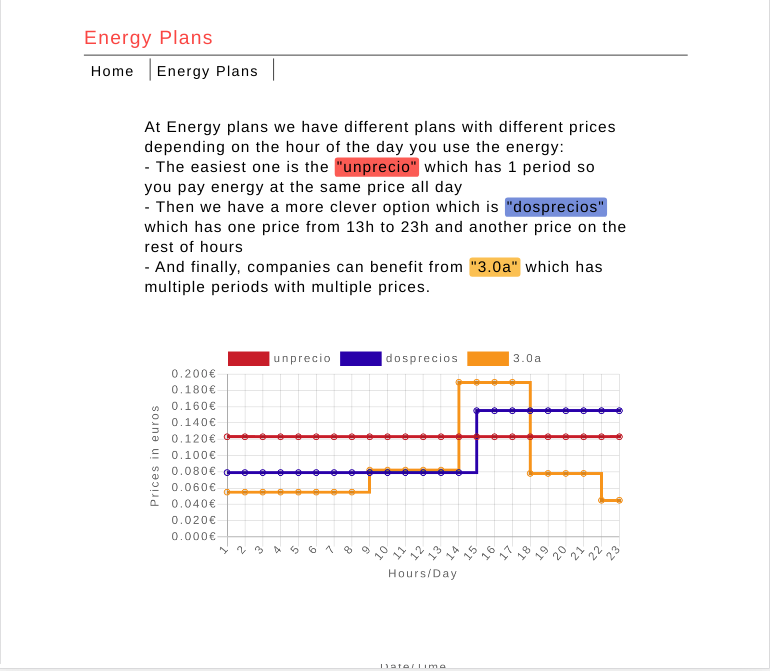 Energy Plans
Home Energy Plans
At Energy plans we have different plans with different prices
depending on the hour of the day you use the energy:
- The easiest one is the "unprecio" which has 1 period so
you pay energy at the same price all day
- Then we have a more clever option which is "dosprecios"
which has one price from 13h to 23h and another price on the
rest of hours
- And finally, companies can benefit from "3.0a" which has
multiple periods with multiple prices.
unprecio dosprecios 3.0a
0.200€
0.180€
0.160€
0.140€
0.120€
0.100€
0.080€
0.060€
0.040€
0.020€
0.000€
Prices in euros
1 2 3 4 5 6 7 8 9 10 11 12 13 14 15 16 17 18 19 20 21 22 23
Hours/Day
Date/Time